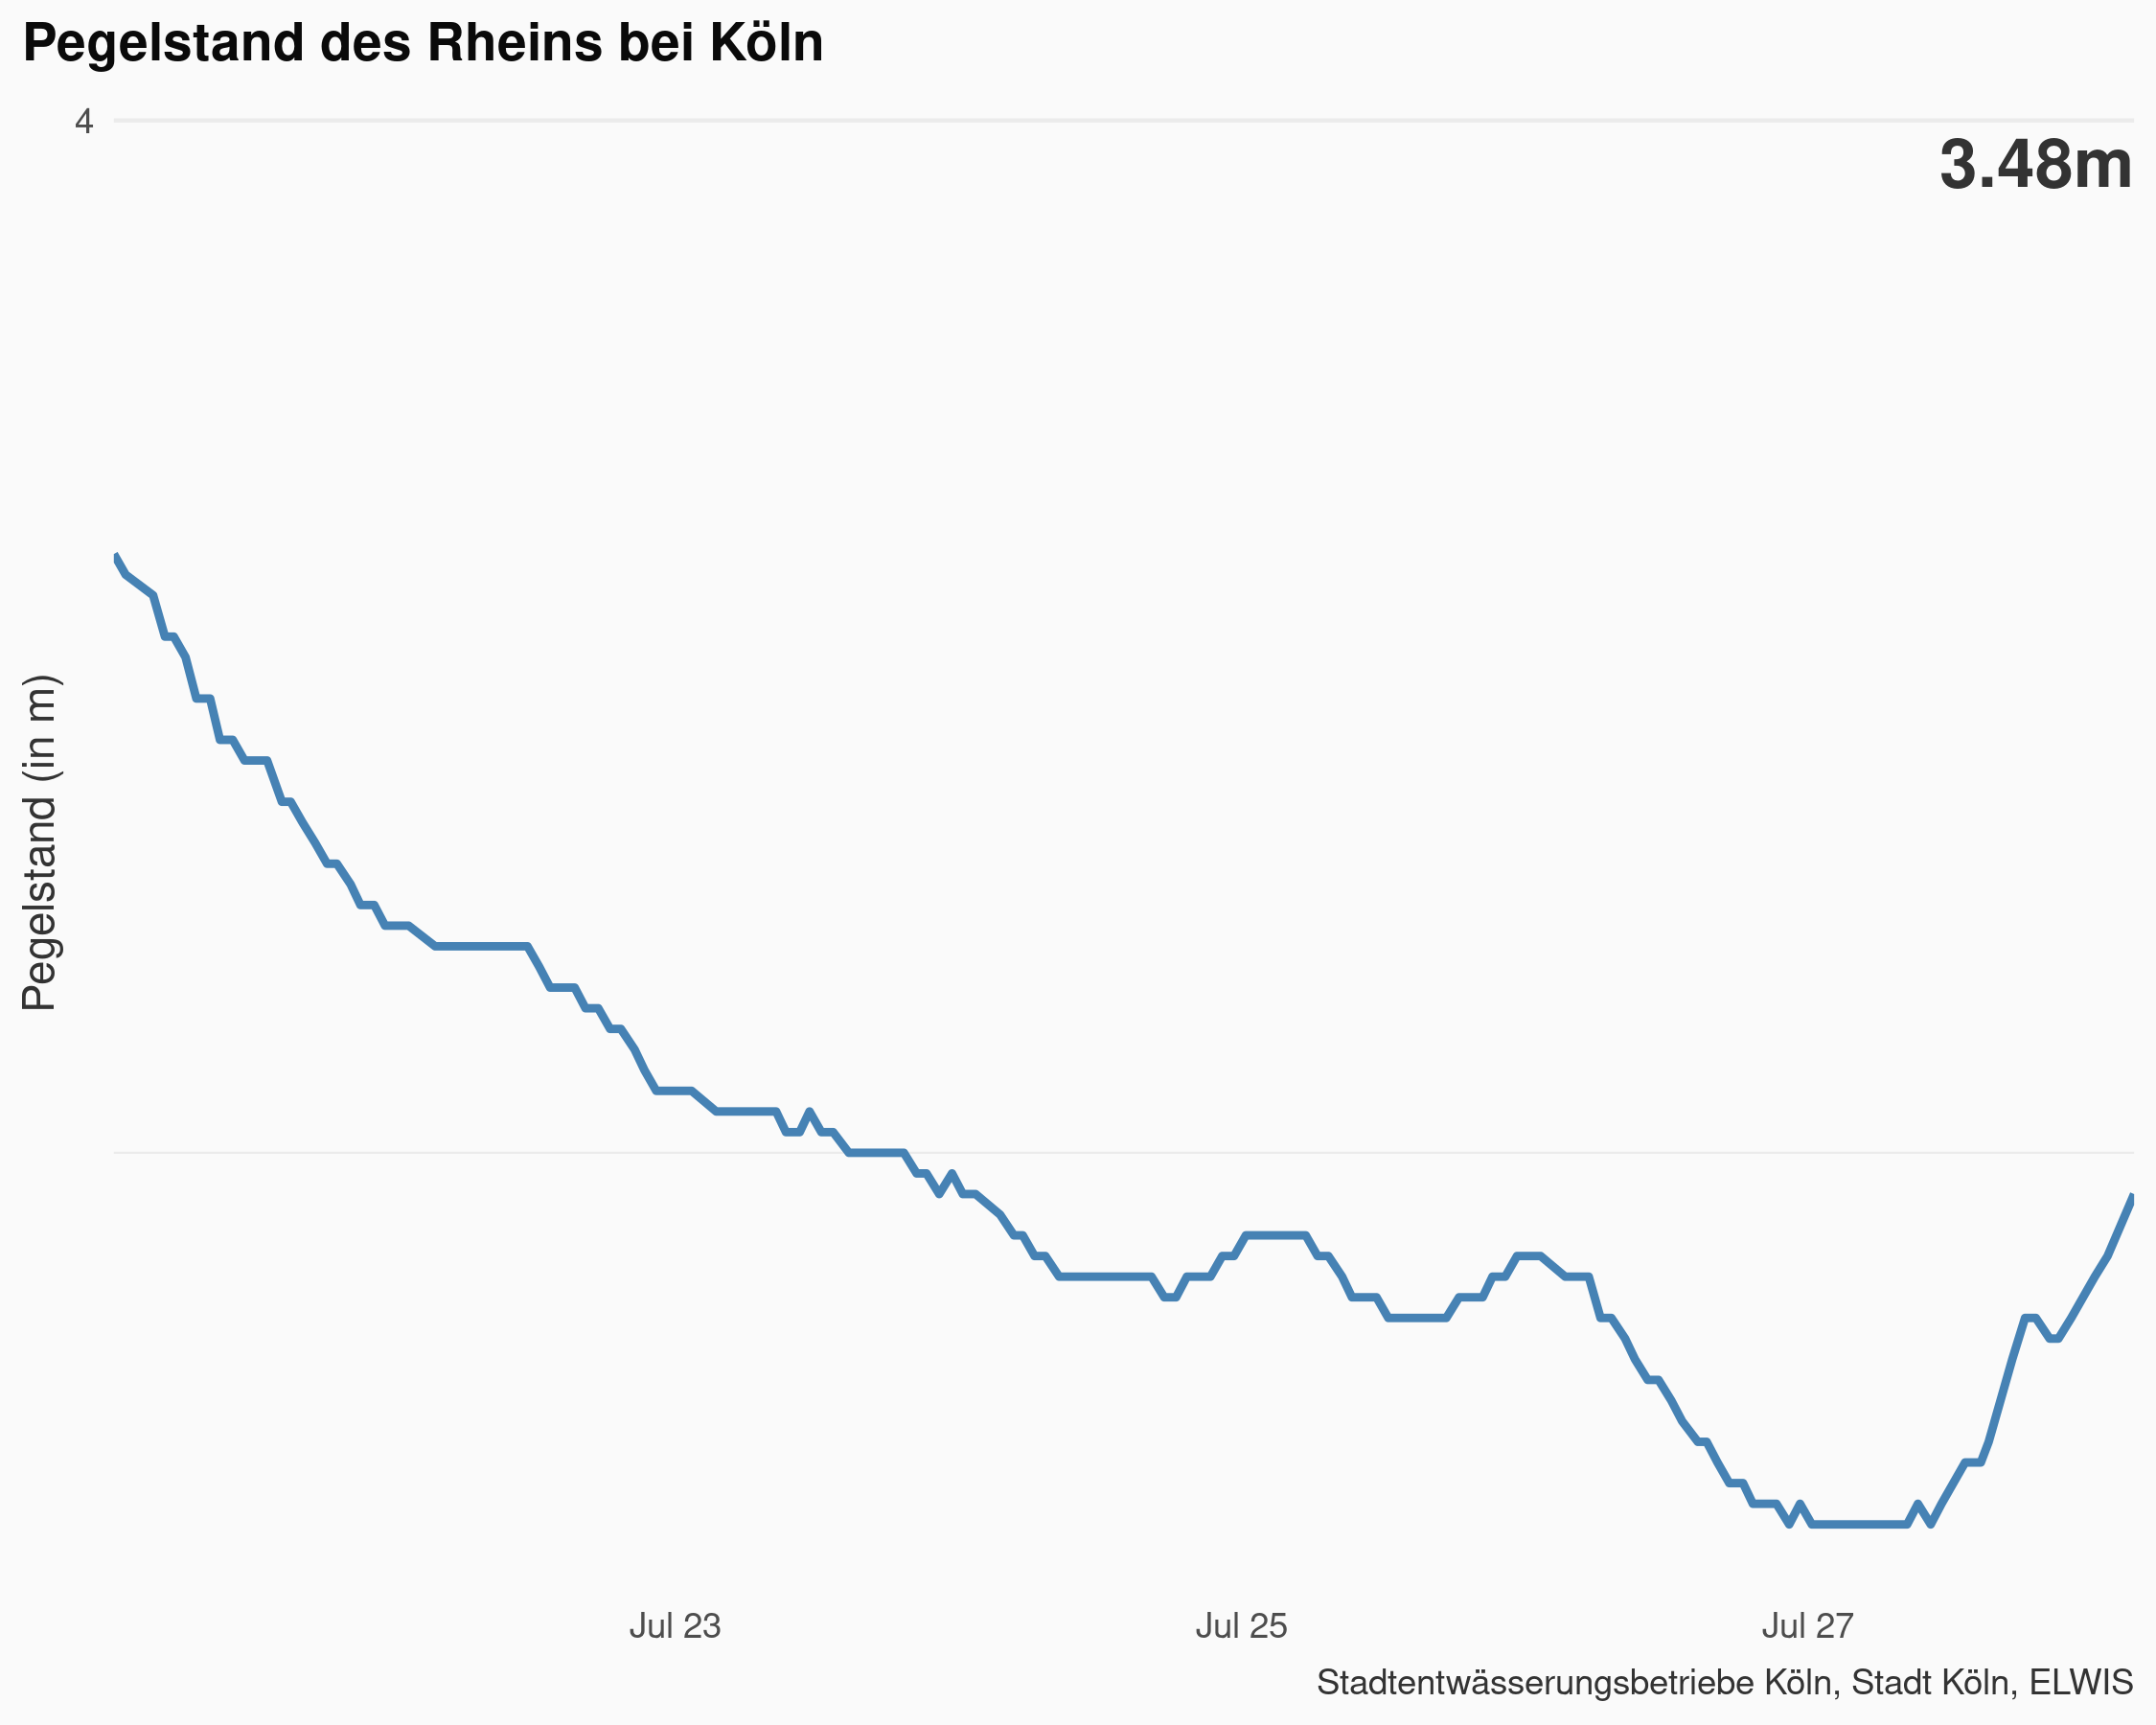 Pegelstand des Rheins bei Köln
4
3.48m
Pegelstand (in m)
Jul 23
Jul 25
Jul 27
Stadtentwässerungsbetriebe Köln, Stadt Köln, ELWIS